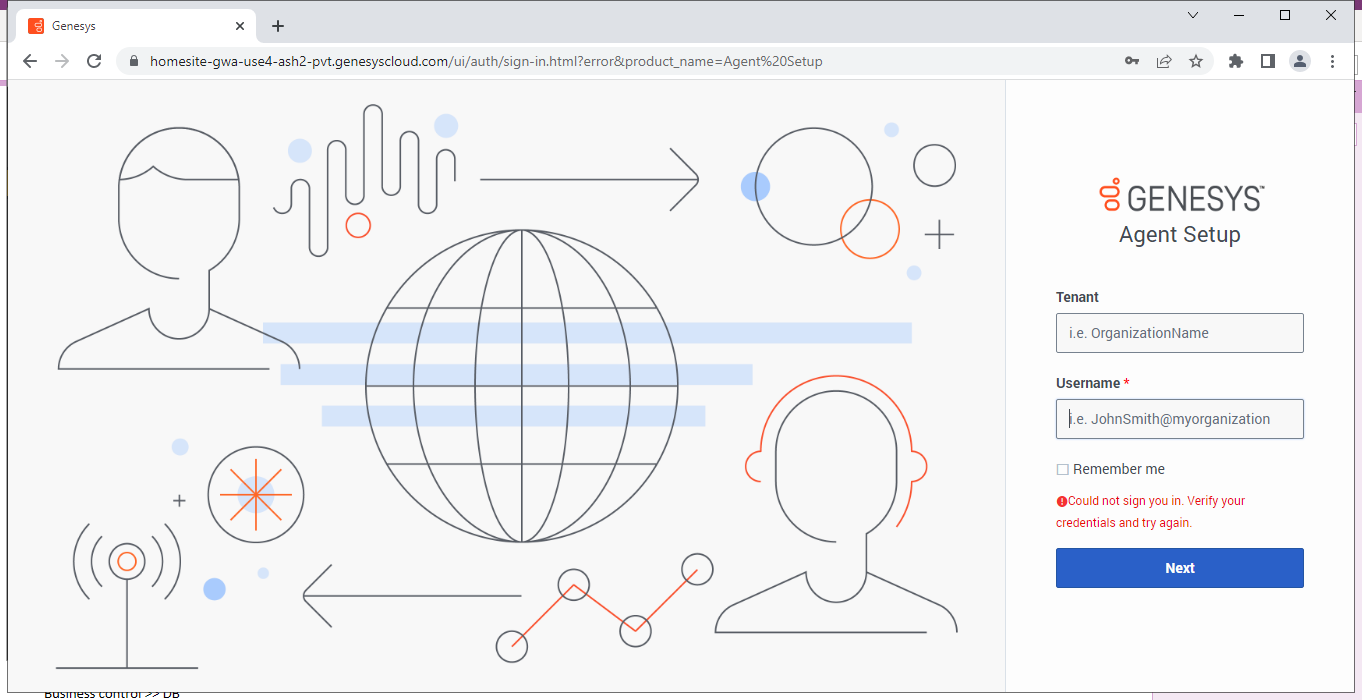 Genesys
homesite-gwa-use4-ash2-pvt.genesyscloud.com/ui/auth/sign-in.html?error&product_name=Agent%20Setup
GENESYS™
Agent Setup
Tenant
i.e. OrganizationName
Username *
i.e. JohnSmith@myorganization
Remember me
Could not sign you in. Verify your
credentials and try again.
Next
Business control >> DB